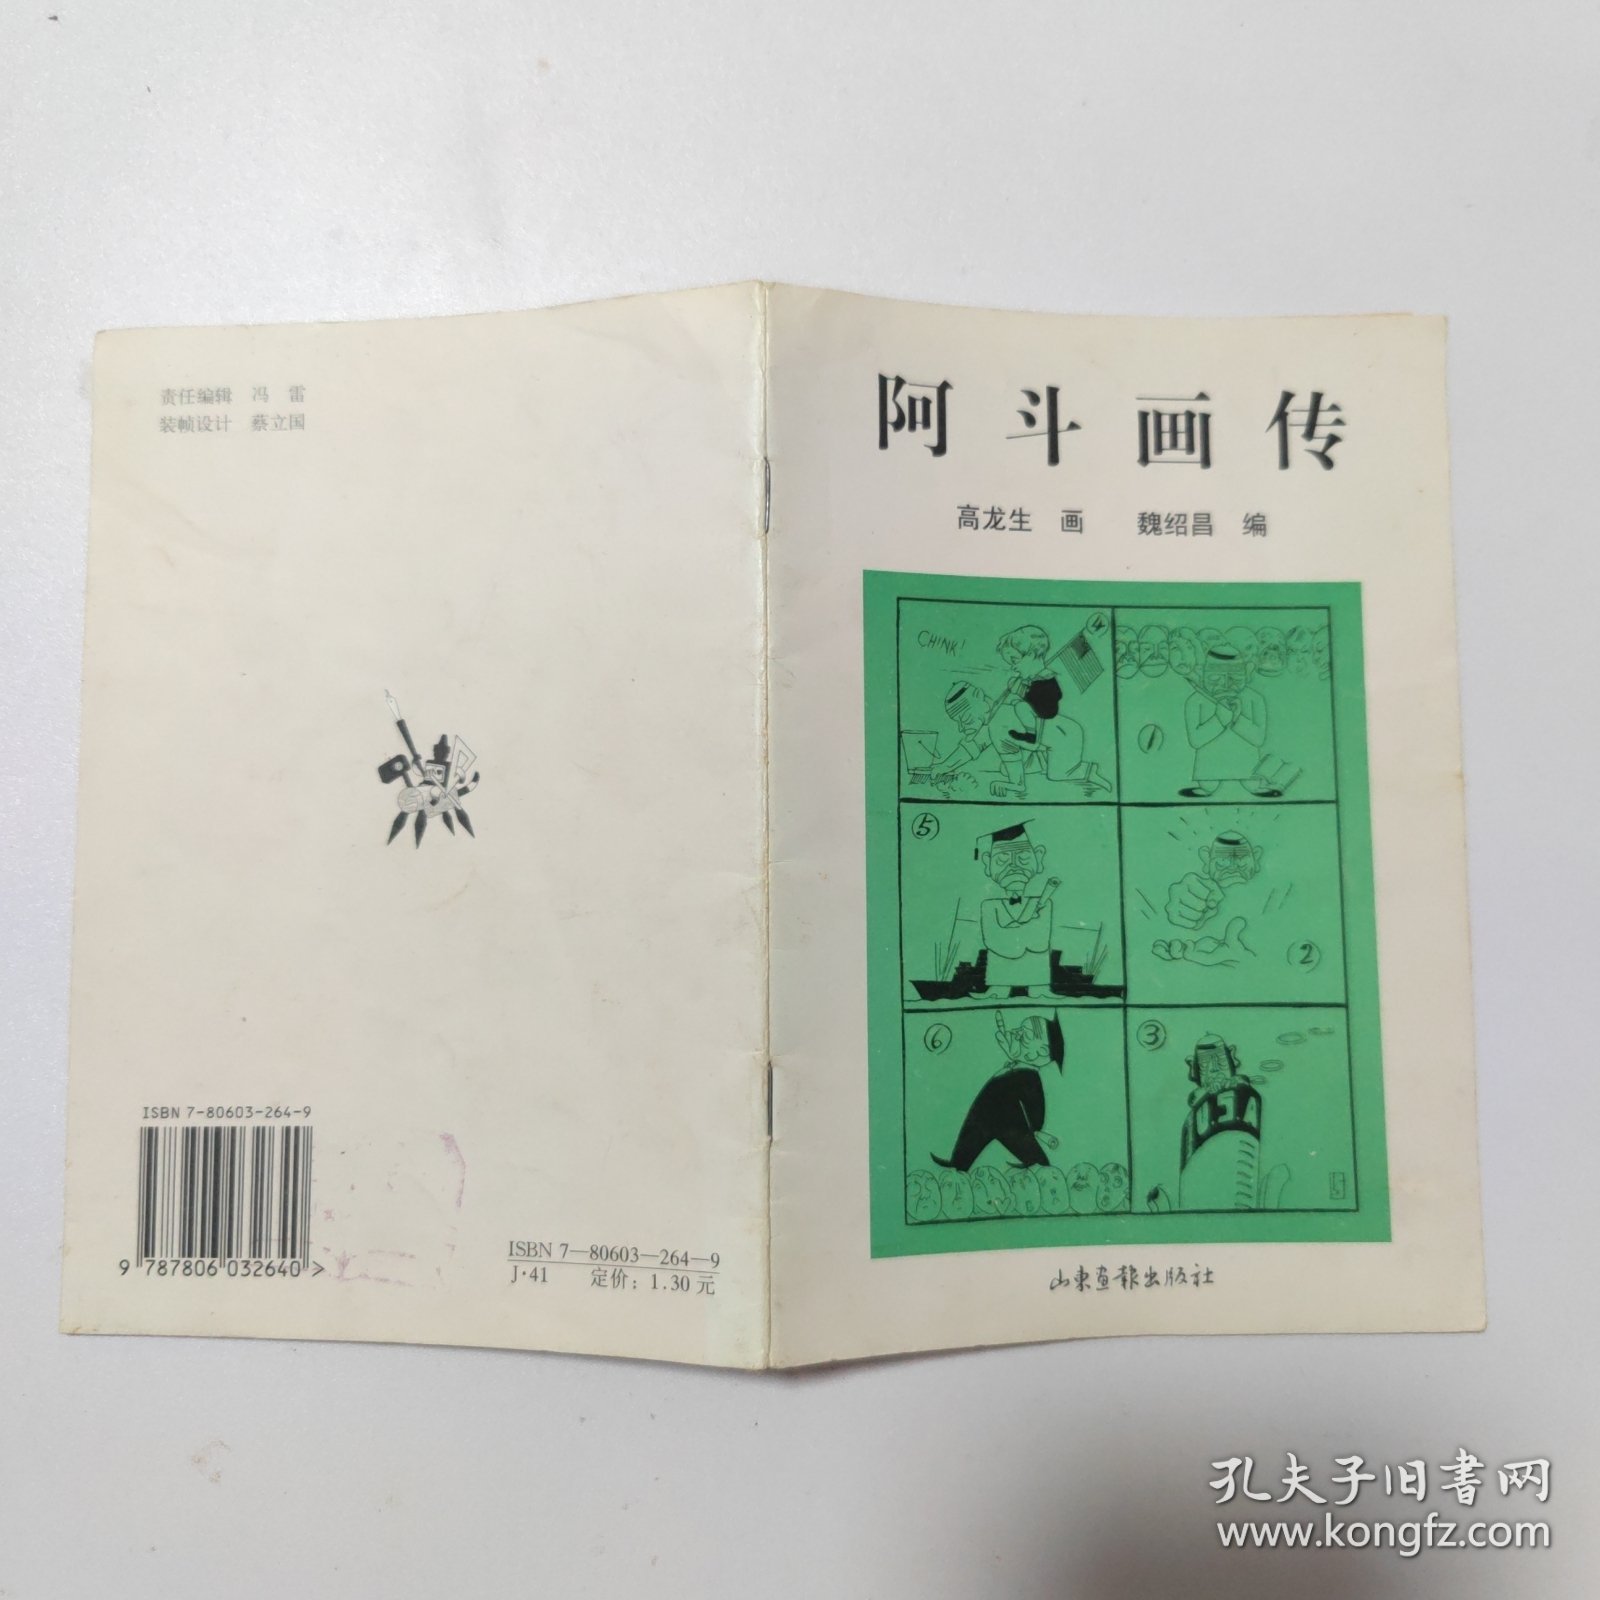 责任编辑 冯 雷
装帧设计 蔡立国
ISBN 7-80603-264-9
9 787806 032640 >
ISBN 7—80603—264—9
J·41 定价：1.30 元
阿斗画传
高龙生 画 魏绍昌 编
CHINK!
④
①
⑤
②
⑥
③
U.S.A
山东画報出版社
孔夫子旧书网
www.kongfz.com